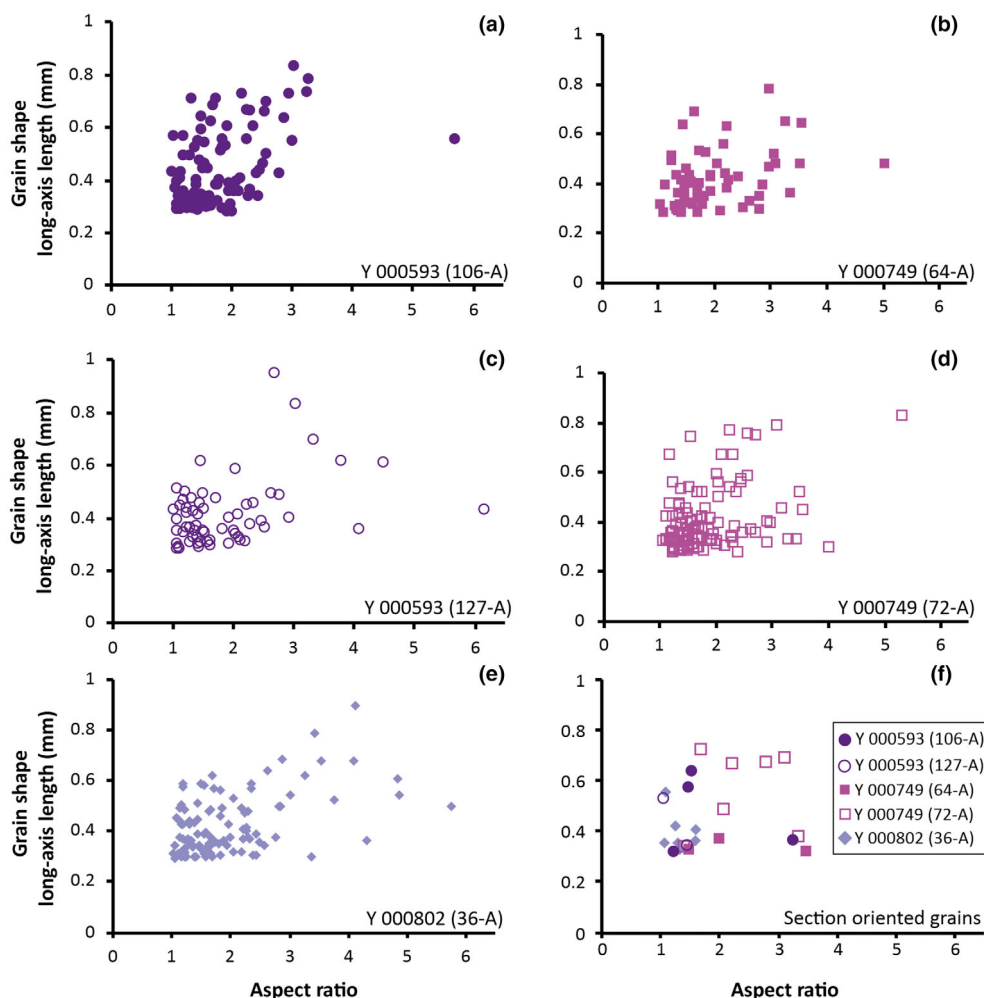 (a)
1
0.8
0.6
0.4
0.2
0
0 1 2 3 4 5 6
Grain shape
long-axis length (mm)
Y 000593 (106-A)
(b)
1
0.8
0.6
0.4
0.2
0
0 1 2 3 4 5 6
Y 000749 (64-A)
(c)
1
0.8
0.6
0.4
0.2
0
0 1 2 3 4 5 6
Grain shape
long-axis length (mm)
Y 000593 (127-A)
(d)
1
0.8
0.6
0.4
0.2
0
0 1 2 3 4 5 6
Y 000749 (72-A)
(e)
1
0.8
0.6
0.4
0.2
0
0 1 2 3 4 5 6
Grain shape
long-axis length (mm)
Y 000802 (36-A)
Aspect ratio
(f)
1
0.8
0.6
0.4
0.2
0
0 1 2 3 4 5 6
Y 000593 (106-A)
Y 000593 (127-A)
Y 000749 (64-A)
Y 000749 (72-A)
Y 000802 (36-A)
Section oriented grains
Aspect ratio